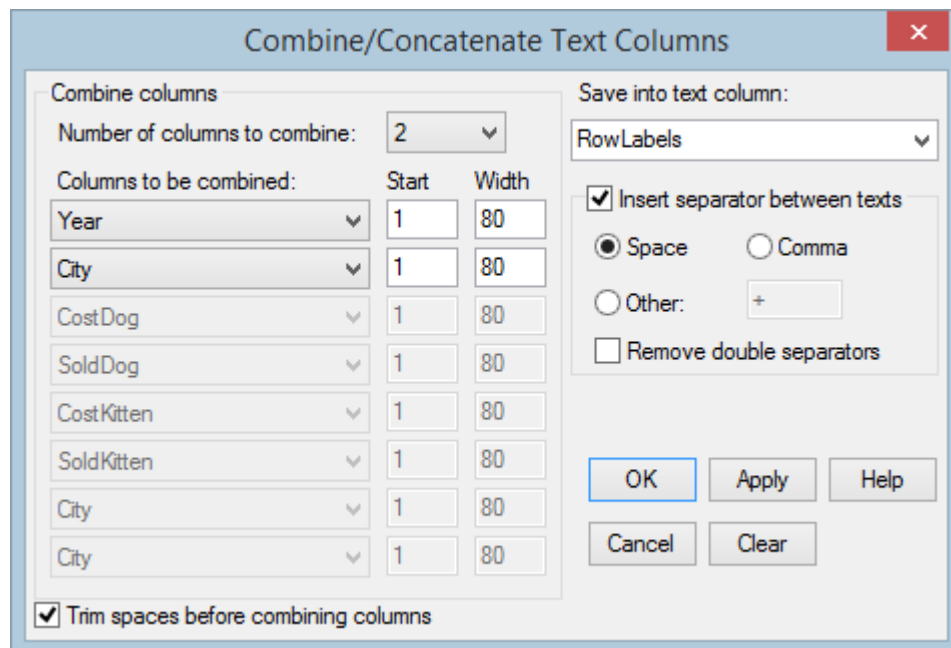 Combine/Concatenate Text Columns
Combine columns
Number of columns to combine: 2
Columns to be combined: Start Width
Year 1 80
City 1 80
CostDog 1 80
SoldDog 1 80
CostKitten 1 80
SoldKitten 1 80
City 1 80
City 1 80
Trim spaces before combining columns
Save into text column:
RowLabels
Insert separator between texts
Space Comma
Other: +
Remove double separators
OK Apply Help
Cancel Clear